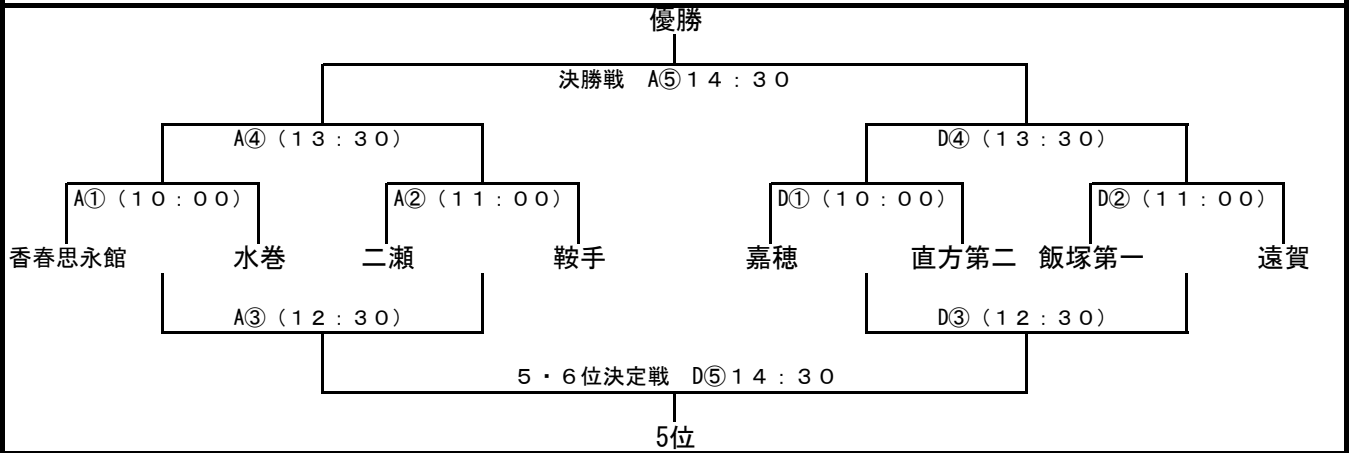 優勝
決勝戦　A⑤１４：３０
A④（１３：３０）
D④（１３：３０）
A①（１０：００）
A②（１１：００）
D①（１０：００）
D②（１１：００）
香春思永館
水巻
二瀬
鞍手
嘉穂
直方第二
飯塚第一
遠賀
A③（１２：３０）
D③（１２：３０）
５・６位決定戦　D⑤１４：３０
5位